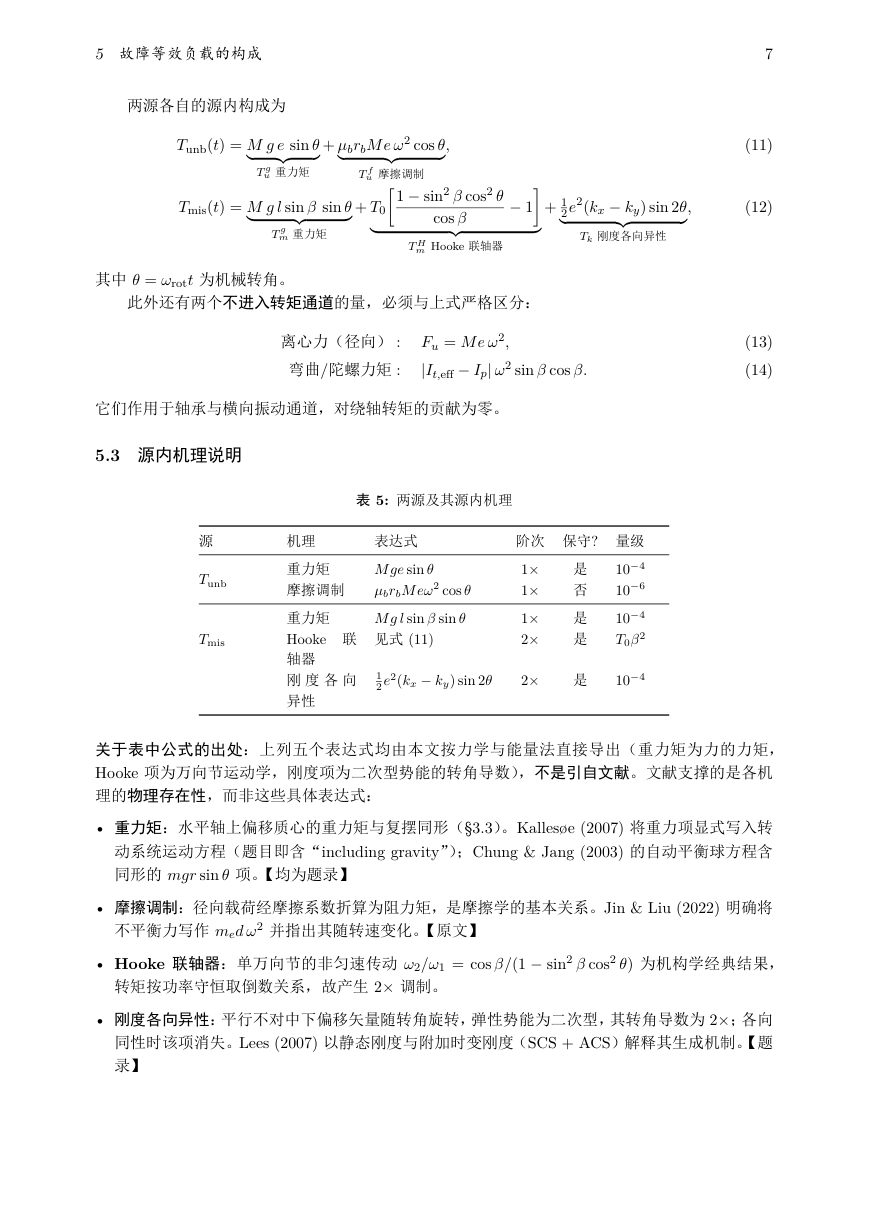 5 故障等效负载的构成 7
两源各自的源内构成为
T_unb(t) = M g e sin θ + μ_b r_b M e ω² cos θ, (11)
T_u^g 重力矩 T_u^f 摩擦调制
T_mis(t) = M g l sin β sin θ + T_0 [ (1 − sin² β cos² θ) / cos β − 1 ] + ½ e² (k_x − k_y) sin 2θ, (12)
T_m^g 重力矩 T_m^H Hooke 联轴器 T_k 刚度各向异性
其中 θ = ω_rot t 为机械转角。
此外还有两个不进入转矩通道的量，必须与上式严格区分：
离心力（径向）： F_u = M e ω², (13)
弯曲/陀螺力矩： |I_t,eff − I_p| ω² sin β cos β. (14)
它们作用于轴承与横向振动通道，对绕轴转矩的贡献为零。
5.3 源内机理说明
表 5: 两源及其源内机理
源 机理 表达式 阶次 保守? 量级
T_unb 重力矩 Mge sin θ 1× 是 10⁻⁴
摩擦调制 μ_b r_b Meω² cos θ 1× 否 10⁻⁶
T_mis 重力矩 Mg l sin β sin θ 1× 是 10⁻⁴
Hooke 联 见式 (11) 2× 是 T_0β²
轴器
刚 度 各 向 ½e²(k_x − k_y) sin 2θ 2× 是 10⁻⁴
异性
关于表中公式的出处：上列五个表达式均由本文按力学与能量法直接导出（重力矩为力的力矩，
Hooke 项为万向节运动学，刚度项为二次型势能的转角导数），不是引自文献。文献支撑的是各机
理的物理存在性，而非这些具体表达式：
• 重力矩：水平轴上偏移质心的重力矩与复摆同形（§3.3）。Kallesøe (2007) 将重力项显式写入转
动系统运动方程（题目即含“including gravity”）；Chung & Jang (2003) 的自动平衡球方程含
同形的 mgr sin θ 项。【均为题录】
• 摩擦调制：径向载荷经摩擦系数折算为阻力矩，是摩擦学的基本关系。Jin & Liu (2022) 明确将
不平衡力写作 m_e d ω² 并指出其随转速变化。【原文】
• Hooke 联轴器：单万向节的非匀速传动 ω₂/ω₁ = cos β/(1 − sin² β cos² θ) 为机构学经典结果，
转矩按功率守恒取倒数关系，故产生 2× 调制。
• 刚度各向异性：平行不对中下偏移矢量随转角旋转，弹性势能为二次型，其转角导数为 2×；各向
同性时该项消失。Lees (2007) 以静态刚度与附加时变刚度（SCS + ACS）解释其生成机制。【题
录】